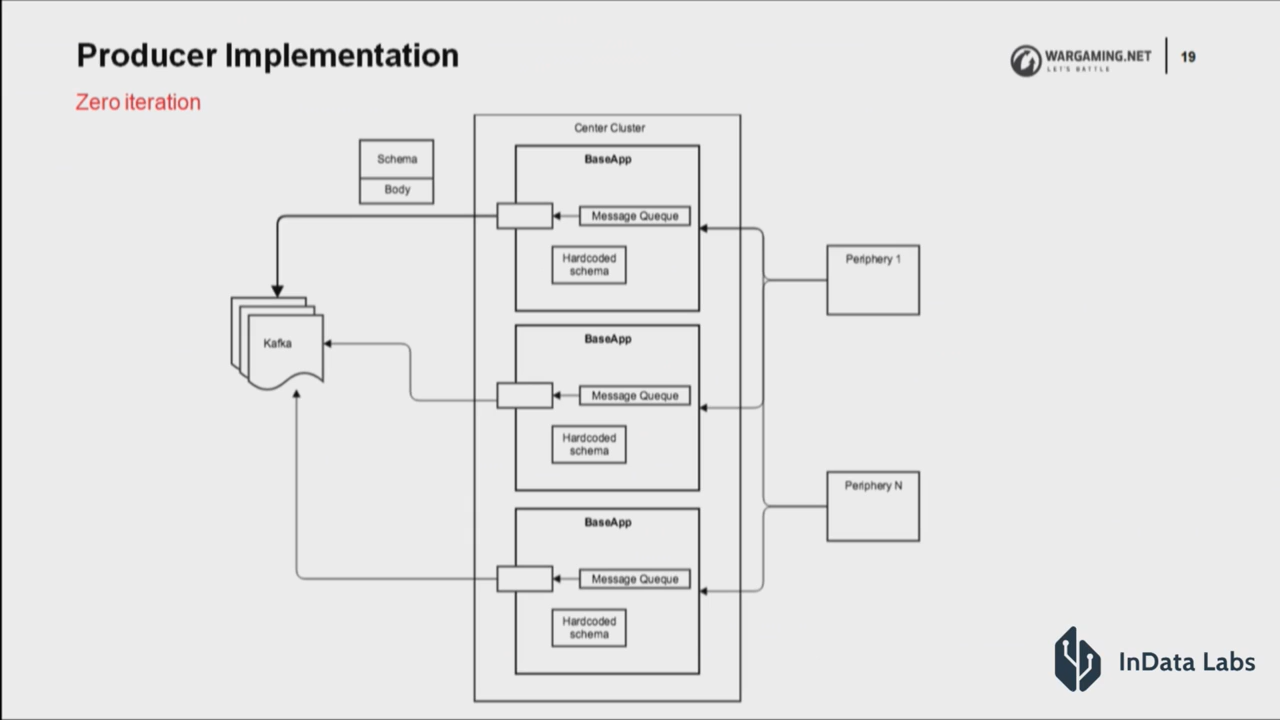 Producer Implementation
WARGAMING.NET
LET'S BATTLE
19
Zero iteration
Center Cluster
Schema
Body
BaseApp
Message Queque
Hardcoded
schema
Periphery 1
Kafka
BaseApp
Message Queque
Hardcoded
schema
Periphery N
BaseApp
Message Queque
Hardcoded
schema
InData Labs